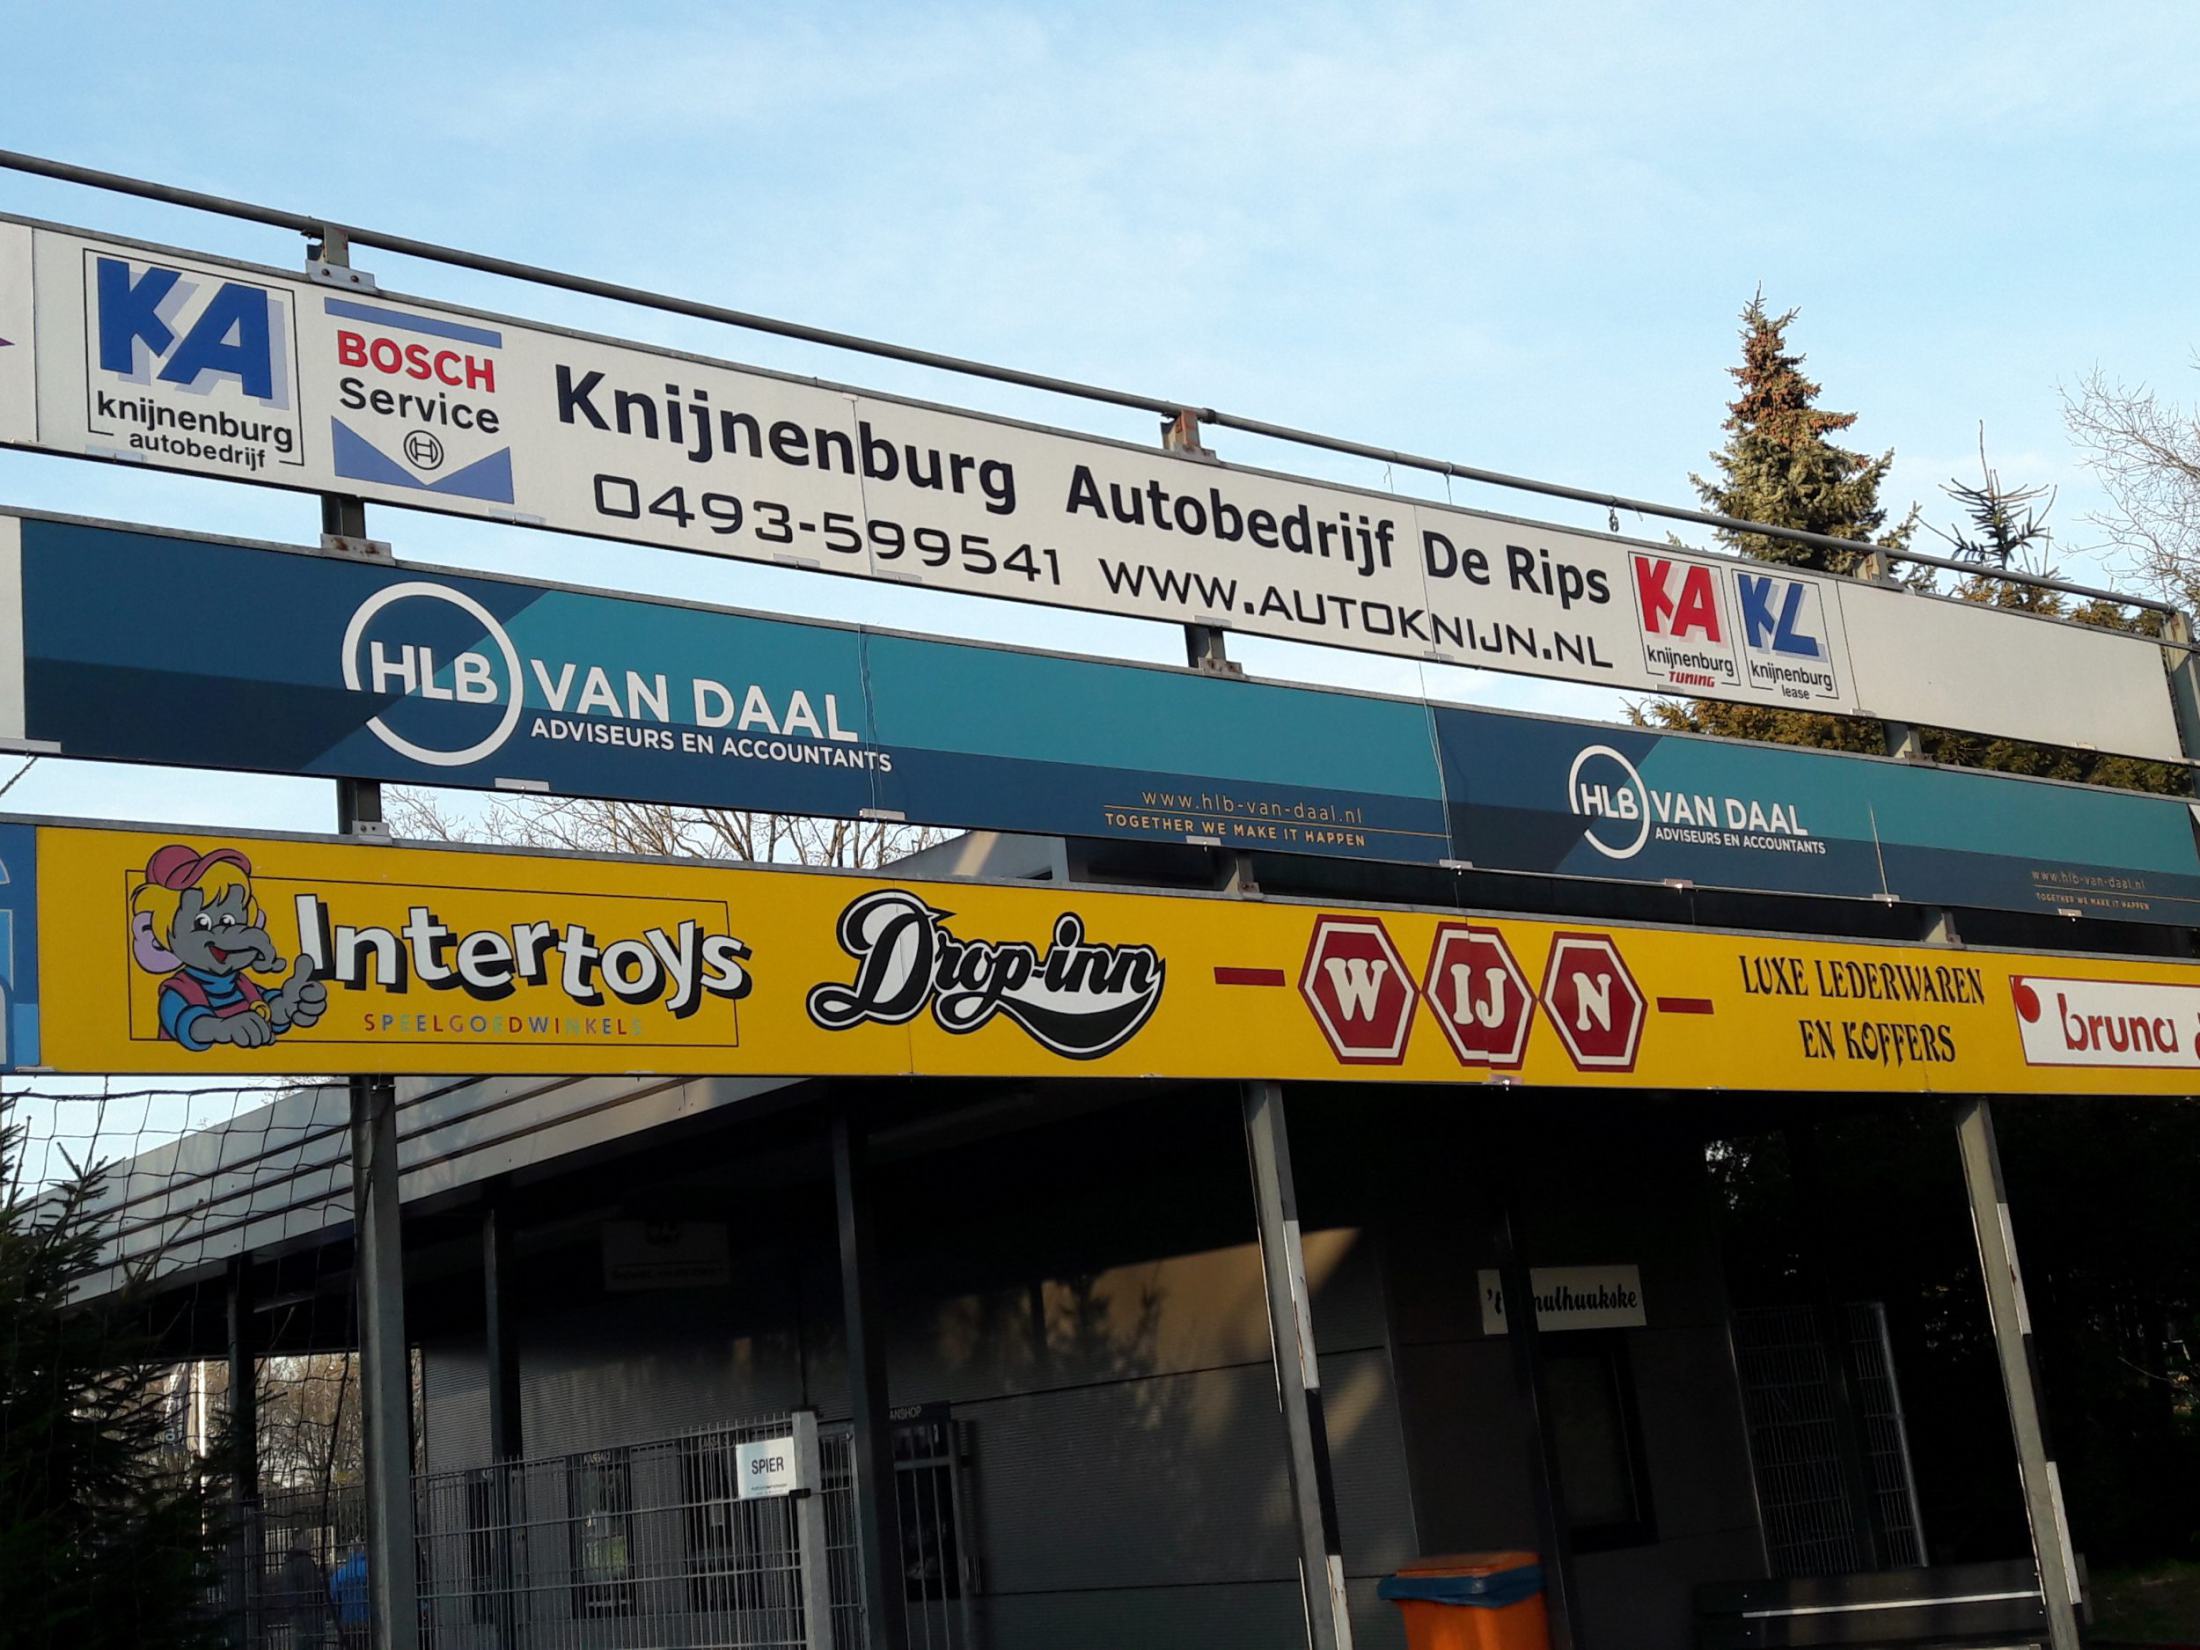 KA
knijnenburg
autobedrijf
BOSCH
Service
Knijnenburg Autobedrijf De Rips
0493-599541 WWW.AUTOKNIJN.NL
KA
knijnenburg
TUNING
KL
knijnenburg
lease
HLB VAN DAAL
ADVISEURS EN ACCOUNTANTS
www.hlb-van-daal.nl
TOGETHER WE MAKE IT HAPPEN
HLB VAN DAAL
ADVISEURS EN ACCOUNTANTS
www.hlb-van-daal.nl
TOGETHER WE MAKE IT HAPPEN
Intertoys
SPEELGOEDWINKELS
Drop-inn
- W IJ N -
LUXE LEDERWAREN
EN KOFFERS
bruna
SPIER